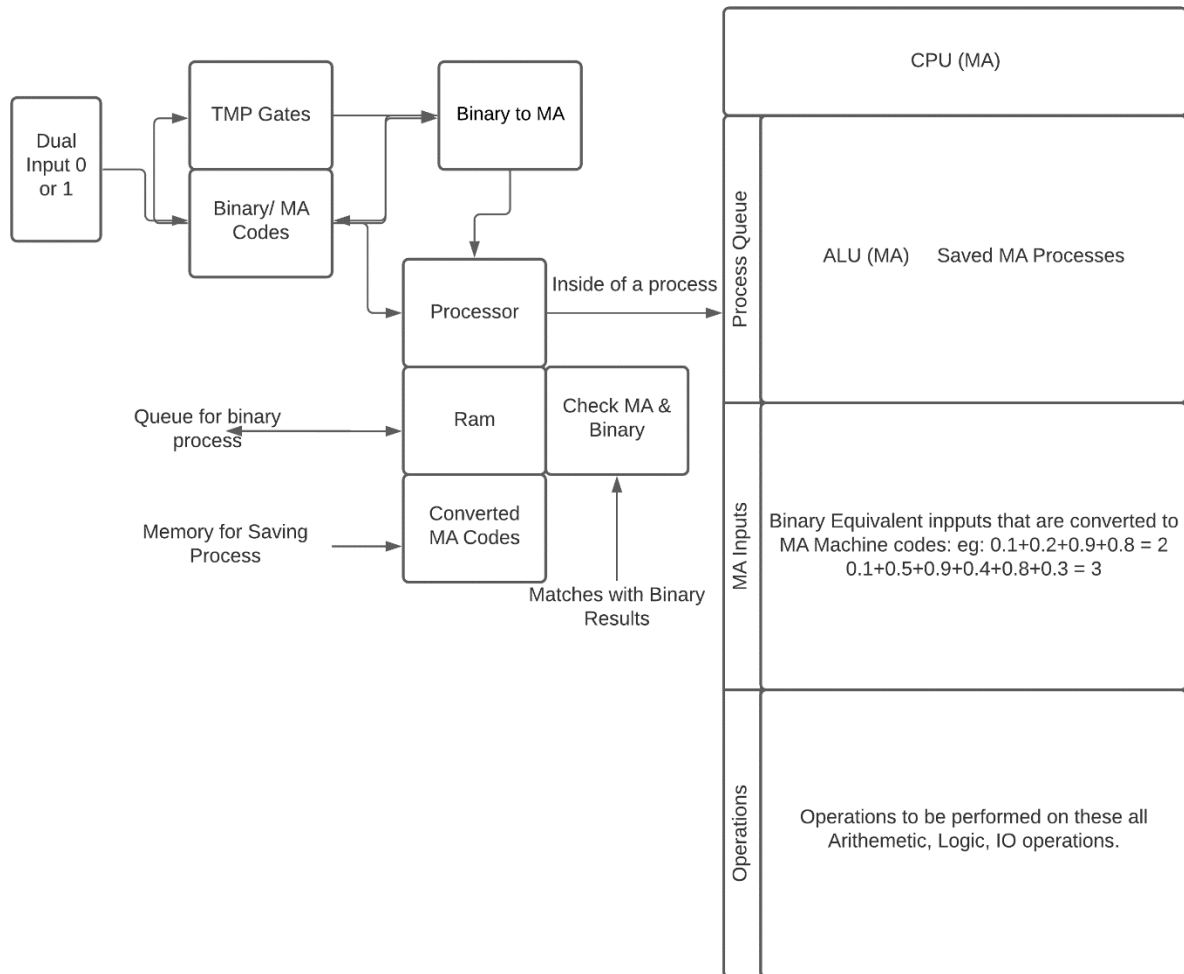 CPU (MA)
TMP Gates
Binary to MA
Dual
Input 0
or 1
Binary/ MA
Codes
Process Queue
ALU (MA) Saved MA Processes
Inside of a process
Processor
Queue for binary
process
Ram
Check MA &
Binary
Memory for Saving
Process
Converted
MA Codes
Matches with Binary
Results
MA Inputs
Binary Equivalent inpputs that are converted to
MA Machine codes: eg: 0.1+0.2+0.9+0.8 = 2
0.1+0.5+0.9+0.4+0.8+0.3 = 3
Operations
Operations to be performed on these all
Arithemetic, Logic, IO operations.